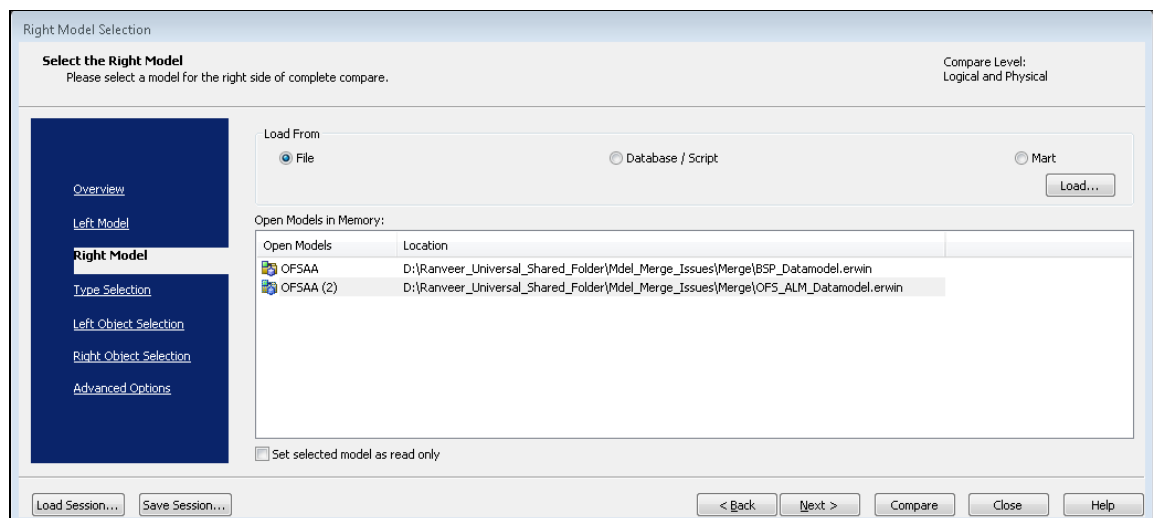 Right Model Selection
Select the Right Model
Please select a model for the right side of complete compare.
Compare Level:
Logical and Physical
Overview
Left Model
Right Model
Type Selection
Left Object Selection
Right Object Selection
Advanced Options
Load From
File
Database / Script
Mart
Load...
Open Models in Memory:
Open Models Location
OFSAA D:\Ranveer_Universal_Shared_Folder\Mdel_Merge_Issues\Merge\BSP_Datamodel.erwin
OFSAA (2) D:\Ranveer_Universal_Shared_Folder\Mdel_Merge_Issues\Merge\OFS_ALM_Datamodel.erwin
Set selected model as read only
Load Session... Save Session... < Back Next > Compare Close Help